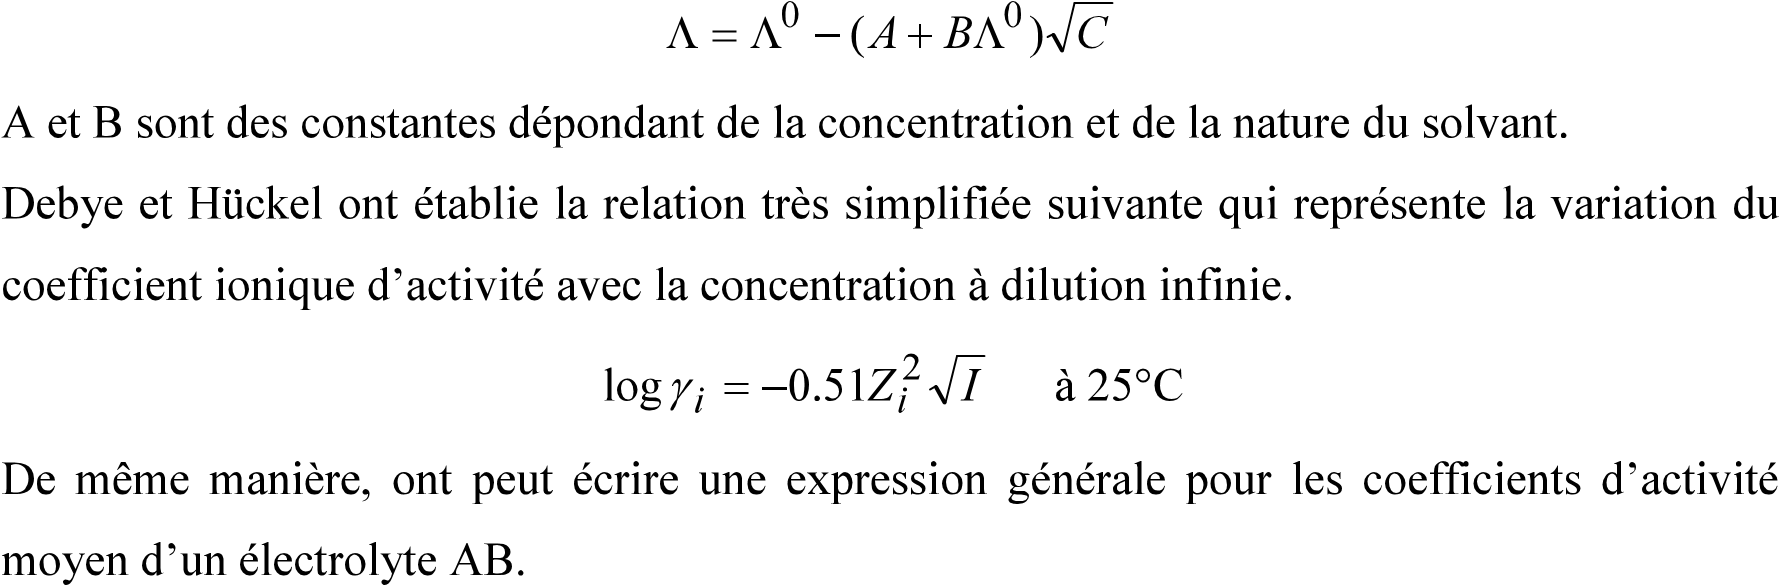 Λ = Λ⁰ − (A + BΛ⁰)√C
A et B sont des constantes dépondant de la concentration et de la nature du solvant.
Debye et Hückel ont établie la relation très simplifiée suivante qui représente la variation du
coefficient ionique d’activité avec la concentration à dilution infinie.
log γᵢ = −0.51Zᵢ²√I à 25°C
De même manière, ont peut écrire une expression générale pour les coefficients d’activité
moyen d’un électrolyte AB.